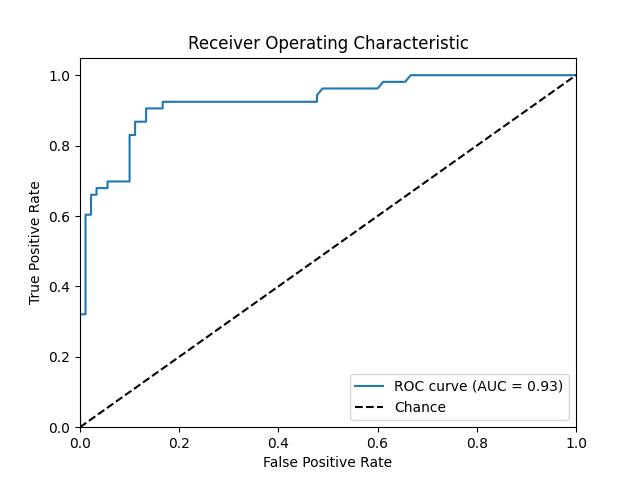 Receiver Operating Characteristic
1.0
0.8
0.6
0.4
0.2
0.0
True Positive Rate
0.0 0.2 0.4 0.6 0.8 1.0
False Positive Rate
ROC curve (AUC = 0.93)
Chance